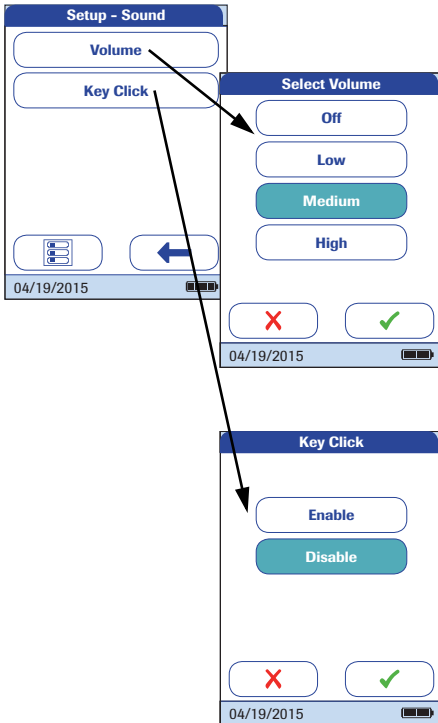 Setup - Sound
Volume
Key Click
04/19/2015
Select Volume
Off
Low
Medium
High
04/19/2015
Key Click
Enable
Disable
04/19/2015